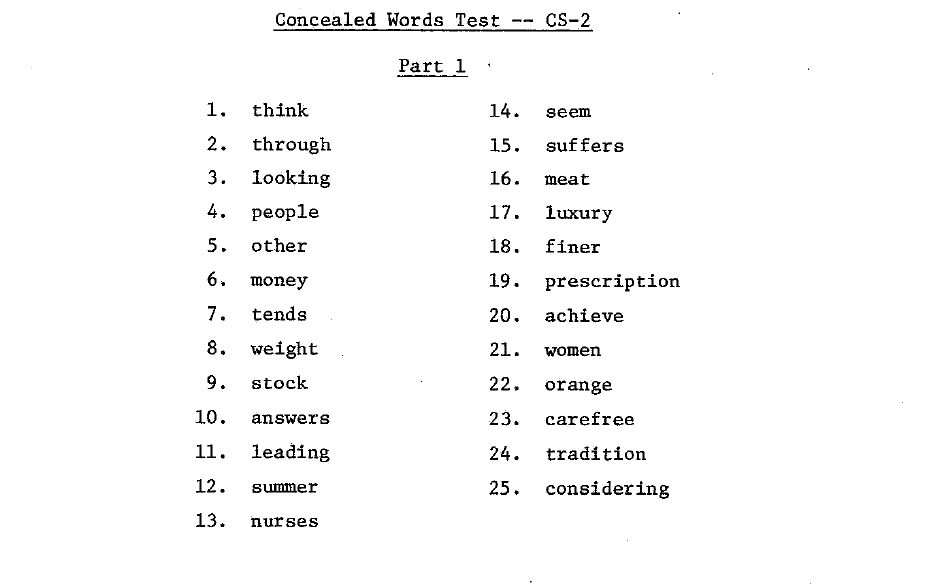 Concealed Words Test -- CS-2
Part 1
1. think
2. through
3. looking
4. people
5. other
6. money
7. tends
8. weight
9. stock
10. answers
11. leading
12. summer
13. nurses
14. seem
15. suffers
16. meat
17. luxury
18. finer
19. prescription
20. achieve
21. women
22. orange
23. carefree
24. tradition
25. considering